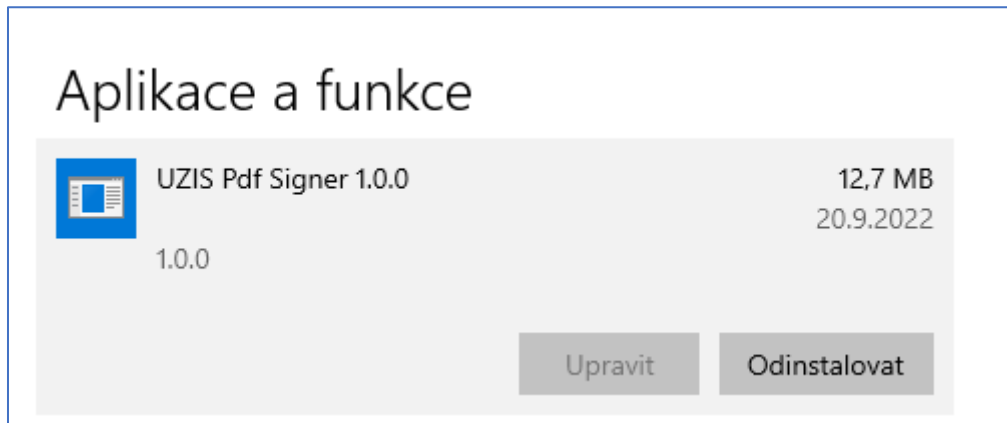 Aplikace a funkce
UZIS Pdf Signer 1.0.0 12,7 MB
20.9.2022
1.0.0
Upravit Odinstalovat